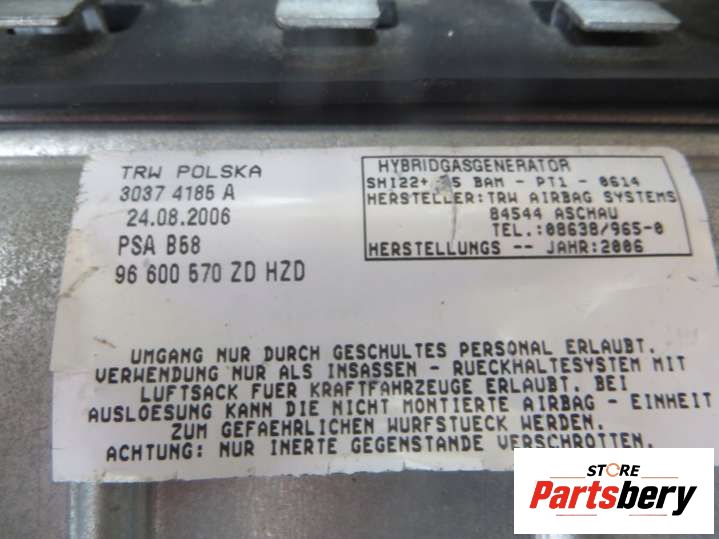 TRW POLSKA
3037 4185 A
24.08.2006
PSA B58
96 600 570 ZD HZD
HYBRIDGASGENERATOR
SHI22+ 5 BAM - PT1 - 0614
HERSTELLER:TRW AIRBAG SYSTEMS
84544 ASCHAU
TEL.:08638/965-0
HERSTELLUNGS -- JAHR:2006
UMGANG NUR DURCH GESCHULTES PERSONAL ERLAUBT.
VERWENDUNG NUR ALS INSASSEN - RUECKHALTESYSTEM MIT
LUFTSACK FUER KRAFTFAHRZEUGE ERLAUBT. BEI
AUSLOESUNG KANN DIE NICHT MONTIERTE AIRBAG - EINHEIT
ZUM GEFAEHRLICHEN WURFSTUECK WERDEN.
ACHTUNG: NUR INERTE GEGENSTANDE VERSCHROTTEN.
STORE
Partsbery